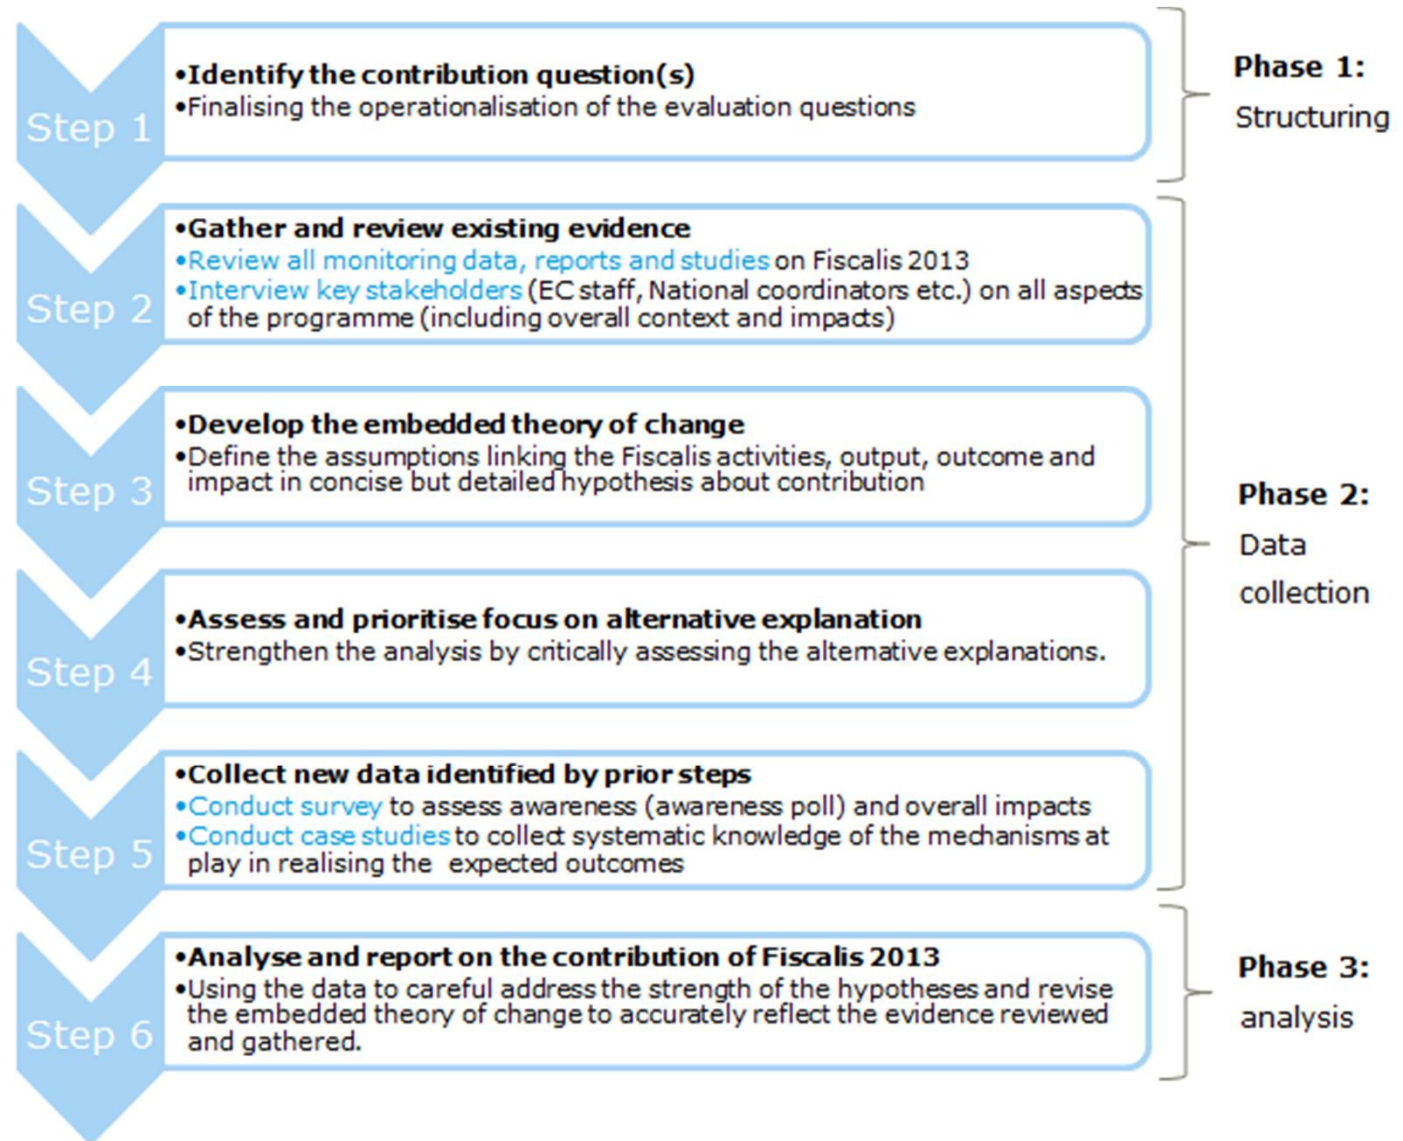 Step 1
•Identify the contribution question(s)
•Finalising the operationalisation of the evaluation questions
Phase 1:
Structuring
Step 2
•Gather and review existing evidence
•Review all monitoring data, reports and studies on Fiscalis 2013
•Interview key stakeholders (EC staff, National coordinators etc.) on all aspects
of the programme (including overall context and impacts)
Step 3
•Develop the embedded theory of change
•Define the assumptions linking the Fiscalis activities, output, outcome and
impact in concise but detailed hypothesis about contribution
Phase 2:
Data
collection
Step 4
•Assess and prioritise focus on alternative explanation
•Strengthen the analysis by critically assessing the alternative explanations.
Step 5
•Collect new data identified by prior steps
•Conduct survey to assess awareness (awareness poll) and overall impacts
•Conduct case studies to collect systematic knowledge of the mechanisms at
play in realising the expected outcomes
Step 6
•Analyse and report on the contribution of Fiscalis 2013
•Using the data to careful address the strength of the hypotheses and revise
the embedded theory of change to accurately reflect the evidence reviewed
and gathered.
Phase 3:
analysis